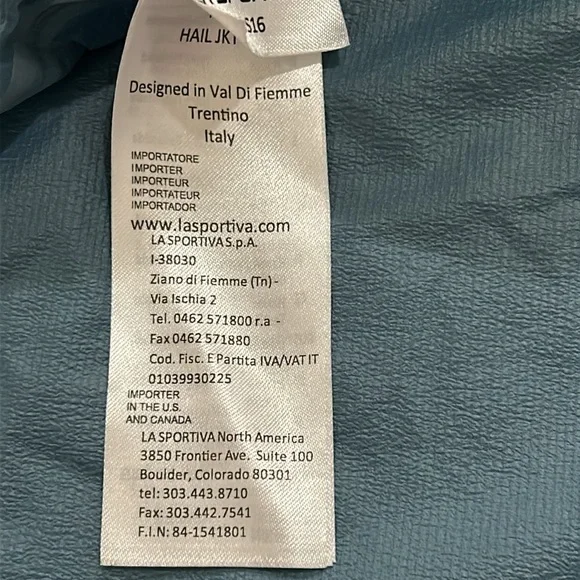 HAIL JKT S16
Designed in Val Di Fiemme
Trentino
Italy
IMPORTATORE
IMPORTER
IMPORTEUR
IMPORTATEUR
IMPORTADOR
www.lasportiva.com
LA SPORTIVA S.p.A.
I-38030
Ziano di Fiemme (Tn) -
Via Ischia 2
Tel. 0462 571800 r.a -
Fax 0462 571880
Cod. Fisc. E Partita IVA/VAT IT
01039930225
IMPORTER
IN THE U.S.
AND CANADA
LA SPORTIVA North America
3850 Frontier Ave. Suite 100
Boulder, Colorado 80301
tel: 303.443.8710
Fax: 303.442.7541
F.I.N: 84-1541801